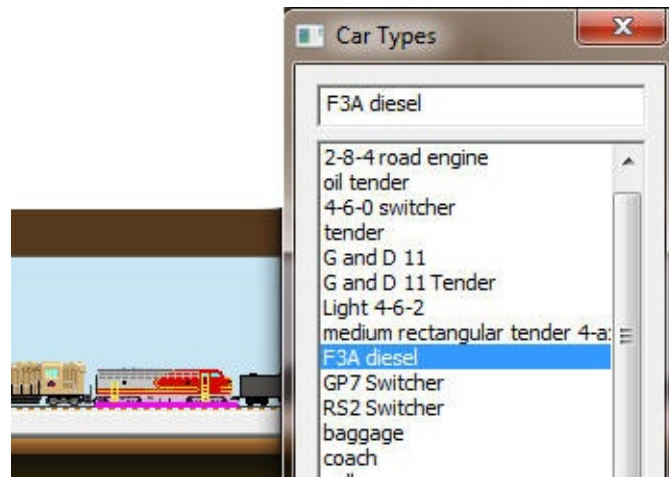 Car Types
F3A diesel
2-8-4 road engine
oil tender
4-6-0 switcher
tender
G and D 11
G and D 11 Tender
Light 4-6-2
medium rectangular tender 4-a
F3A diesel
GP7 Switcher
RS2 Switcher
baggage
coach